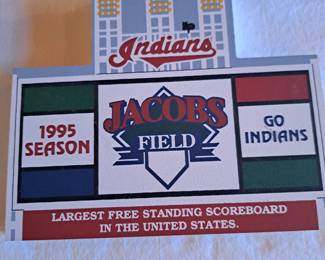 Indians
1995
SEASON
JACOBS
FIELD
GO
INDIANS
LARGEST FREE STANDING SCOREBOARD
IN THE UNITED STATES.